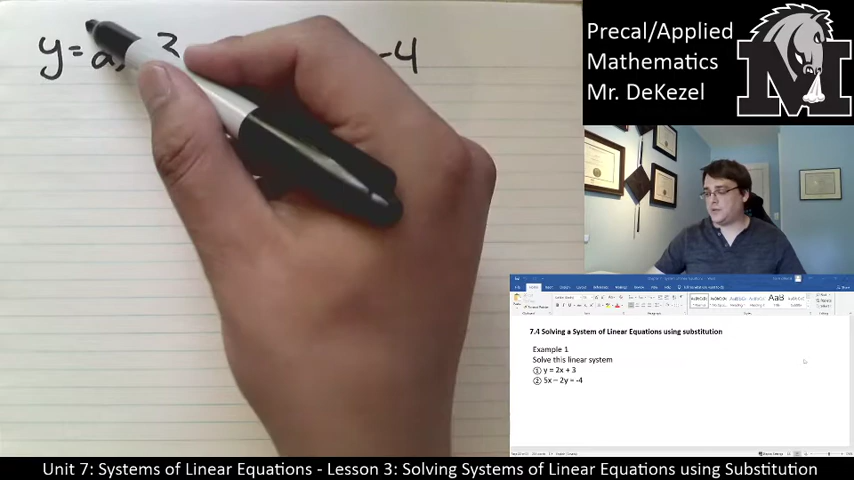 y=
-4
Precal/Applied
Mathematics
Mr. DeKezel
M
7.4 Solving a System of Linear Equations using substitution
Example 1
Solve this linear system
① y = 2x + 3
② 5x – 2y = -4
Unit 7: Systems of Linear Equations - Lesson 3: Solving Systems of Linear Equations using Substitution